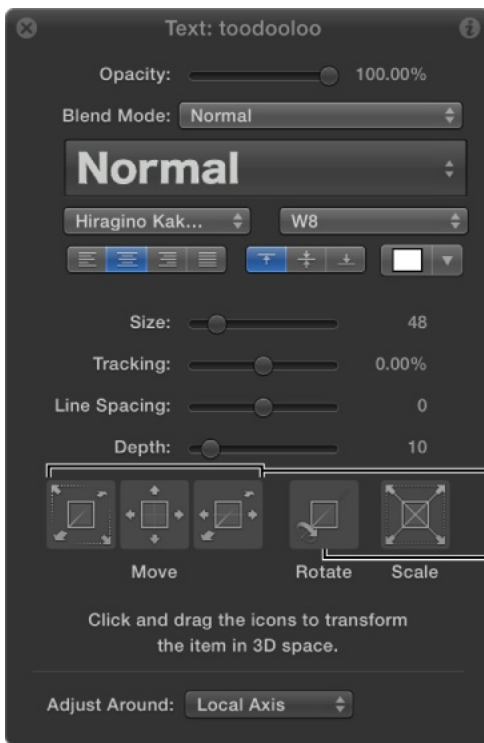 Text: toodooloo
Opacity: 100.00%
Blend Mode: Normal
Normal
Hiragino Kak... W8
Size: 48
Tracking: 0.00%
Line Spacing: 0
Depth: 10
Move Rotate Scale
Click and drag the icons to transform
the item in 3D space.
Adjust Around: Local Axis